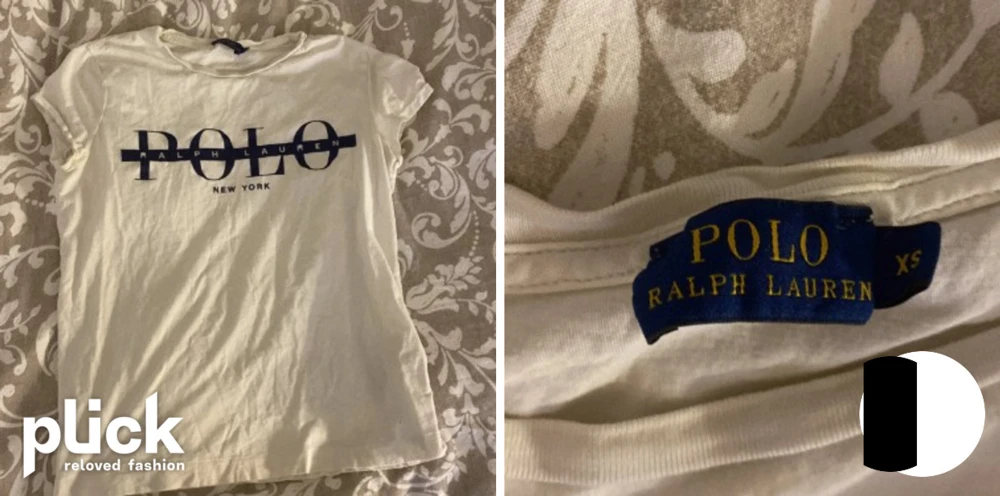 POLO
RALPH LAUREN
NEW YORK
plick
reloved fashion
POLO
RALPH LAUREN
XS